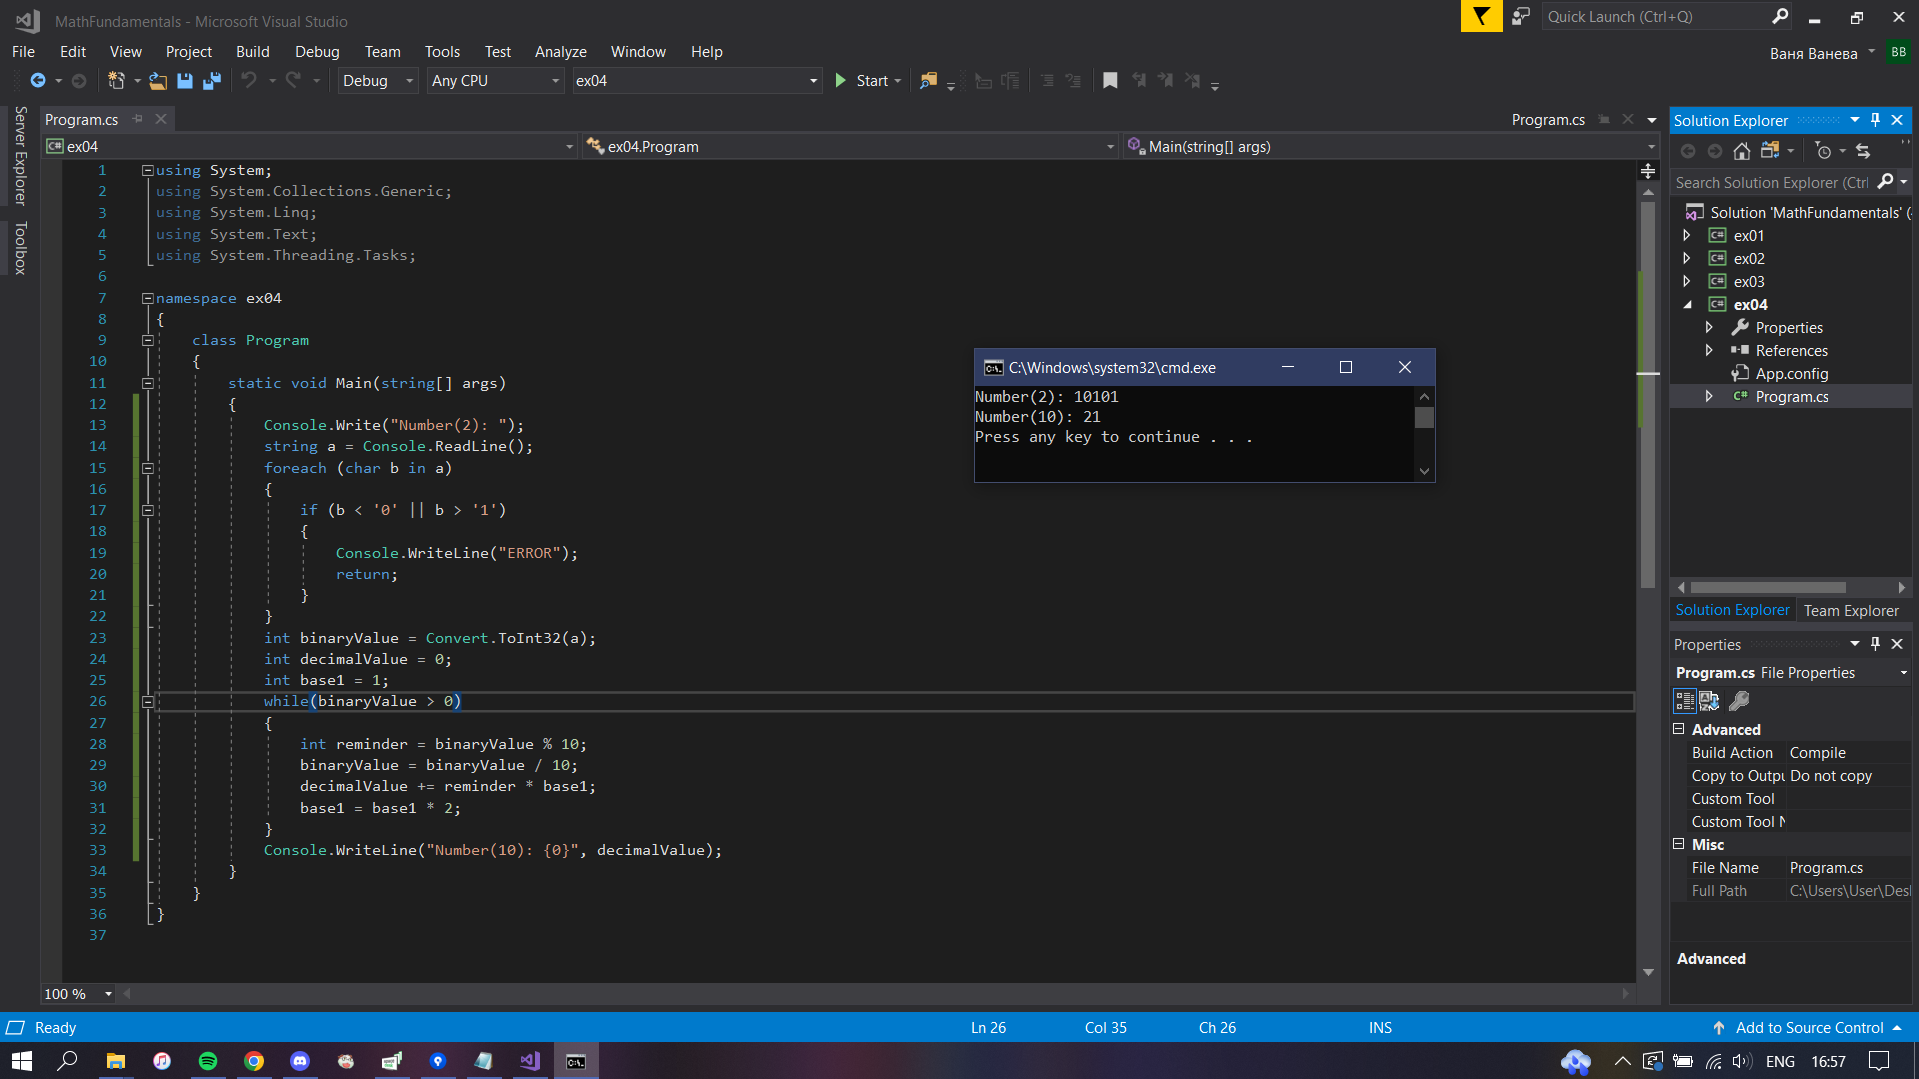 MathFundamentals - Microsoft Visual Studio
Quick Launch (Ctrl+Q)
File Edit View Project Build Debug Team Tools Test Analyze Window Help
Ваня Ванева
BB
Debug Any CPU ex04 Start
Server Explorer
Toolbox
Program.cs
Program.cs
ex04
ex04.Program
Main(string[] args)
1 using System;
2 using System.Collections.Generic;
3 using System.Linq;
4 using System.Text;
5 using System.Threading.Tasks;
6
7 namespace ex04
8 {
9 class Program
10 {
11 static void Main(string[] args)
12 {
13 Console.Write("Number(2): ");
14 string a = Console.ReadLine();
15 foreach (char b in a)
16 {
17 if (b < '0' || b > '1')
18 {
19 Console.WriteLine("ERROR");
20 return;
21 }
22 }
23 int binaryValue = Convert.ToInt32(a);
24 int decimalValue = 0;
25 int base1 = 1;
26 while(binaryValue > 0)
27 {
28 int reminder = binaryValue % 10;
29 binaryValue = binaryValue / 10;
30 decimalValue += reminder * base1;
31 base1 = base1 * 2;
32 }
33 Console.WriteLine("Number(10): {0}", decimalValue);
34 }
35 }
36 }
37
100 %
C:\Windows\system32\cmd.exe
Number(2): 10101
Number(10): 21
Press any key to continue . . .
Solution Explorer
Search Solution Explorer (Ctrl
Solution 'MathFundamentals' (
C# ex01
C# ex02
C# ex03
C# ex04
Properties
References
App.config
C# Program.cs
Solution Explorer Team Explorer
Properties
Program.cs File Properties
Advanced
Build Action Compile
Copy to Outpu Do not copy
Custom Tool
Custom Tool N
Misc
File Name Program.cs
Full Path C:\Users\User\Des
Advanced
Ready
Ln 26 Col 35 Ch 26 INS
Add to Source Control
ENG 16:57